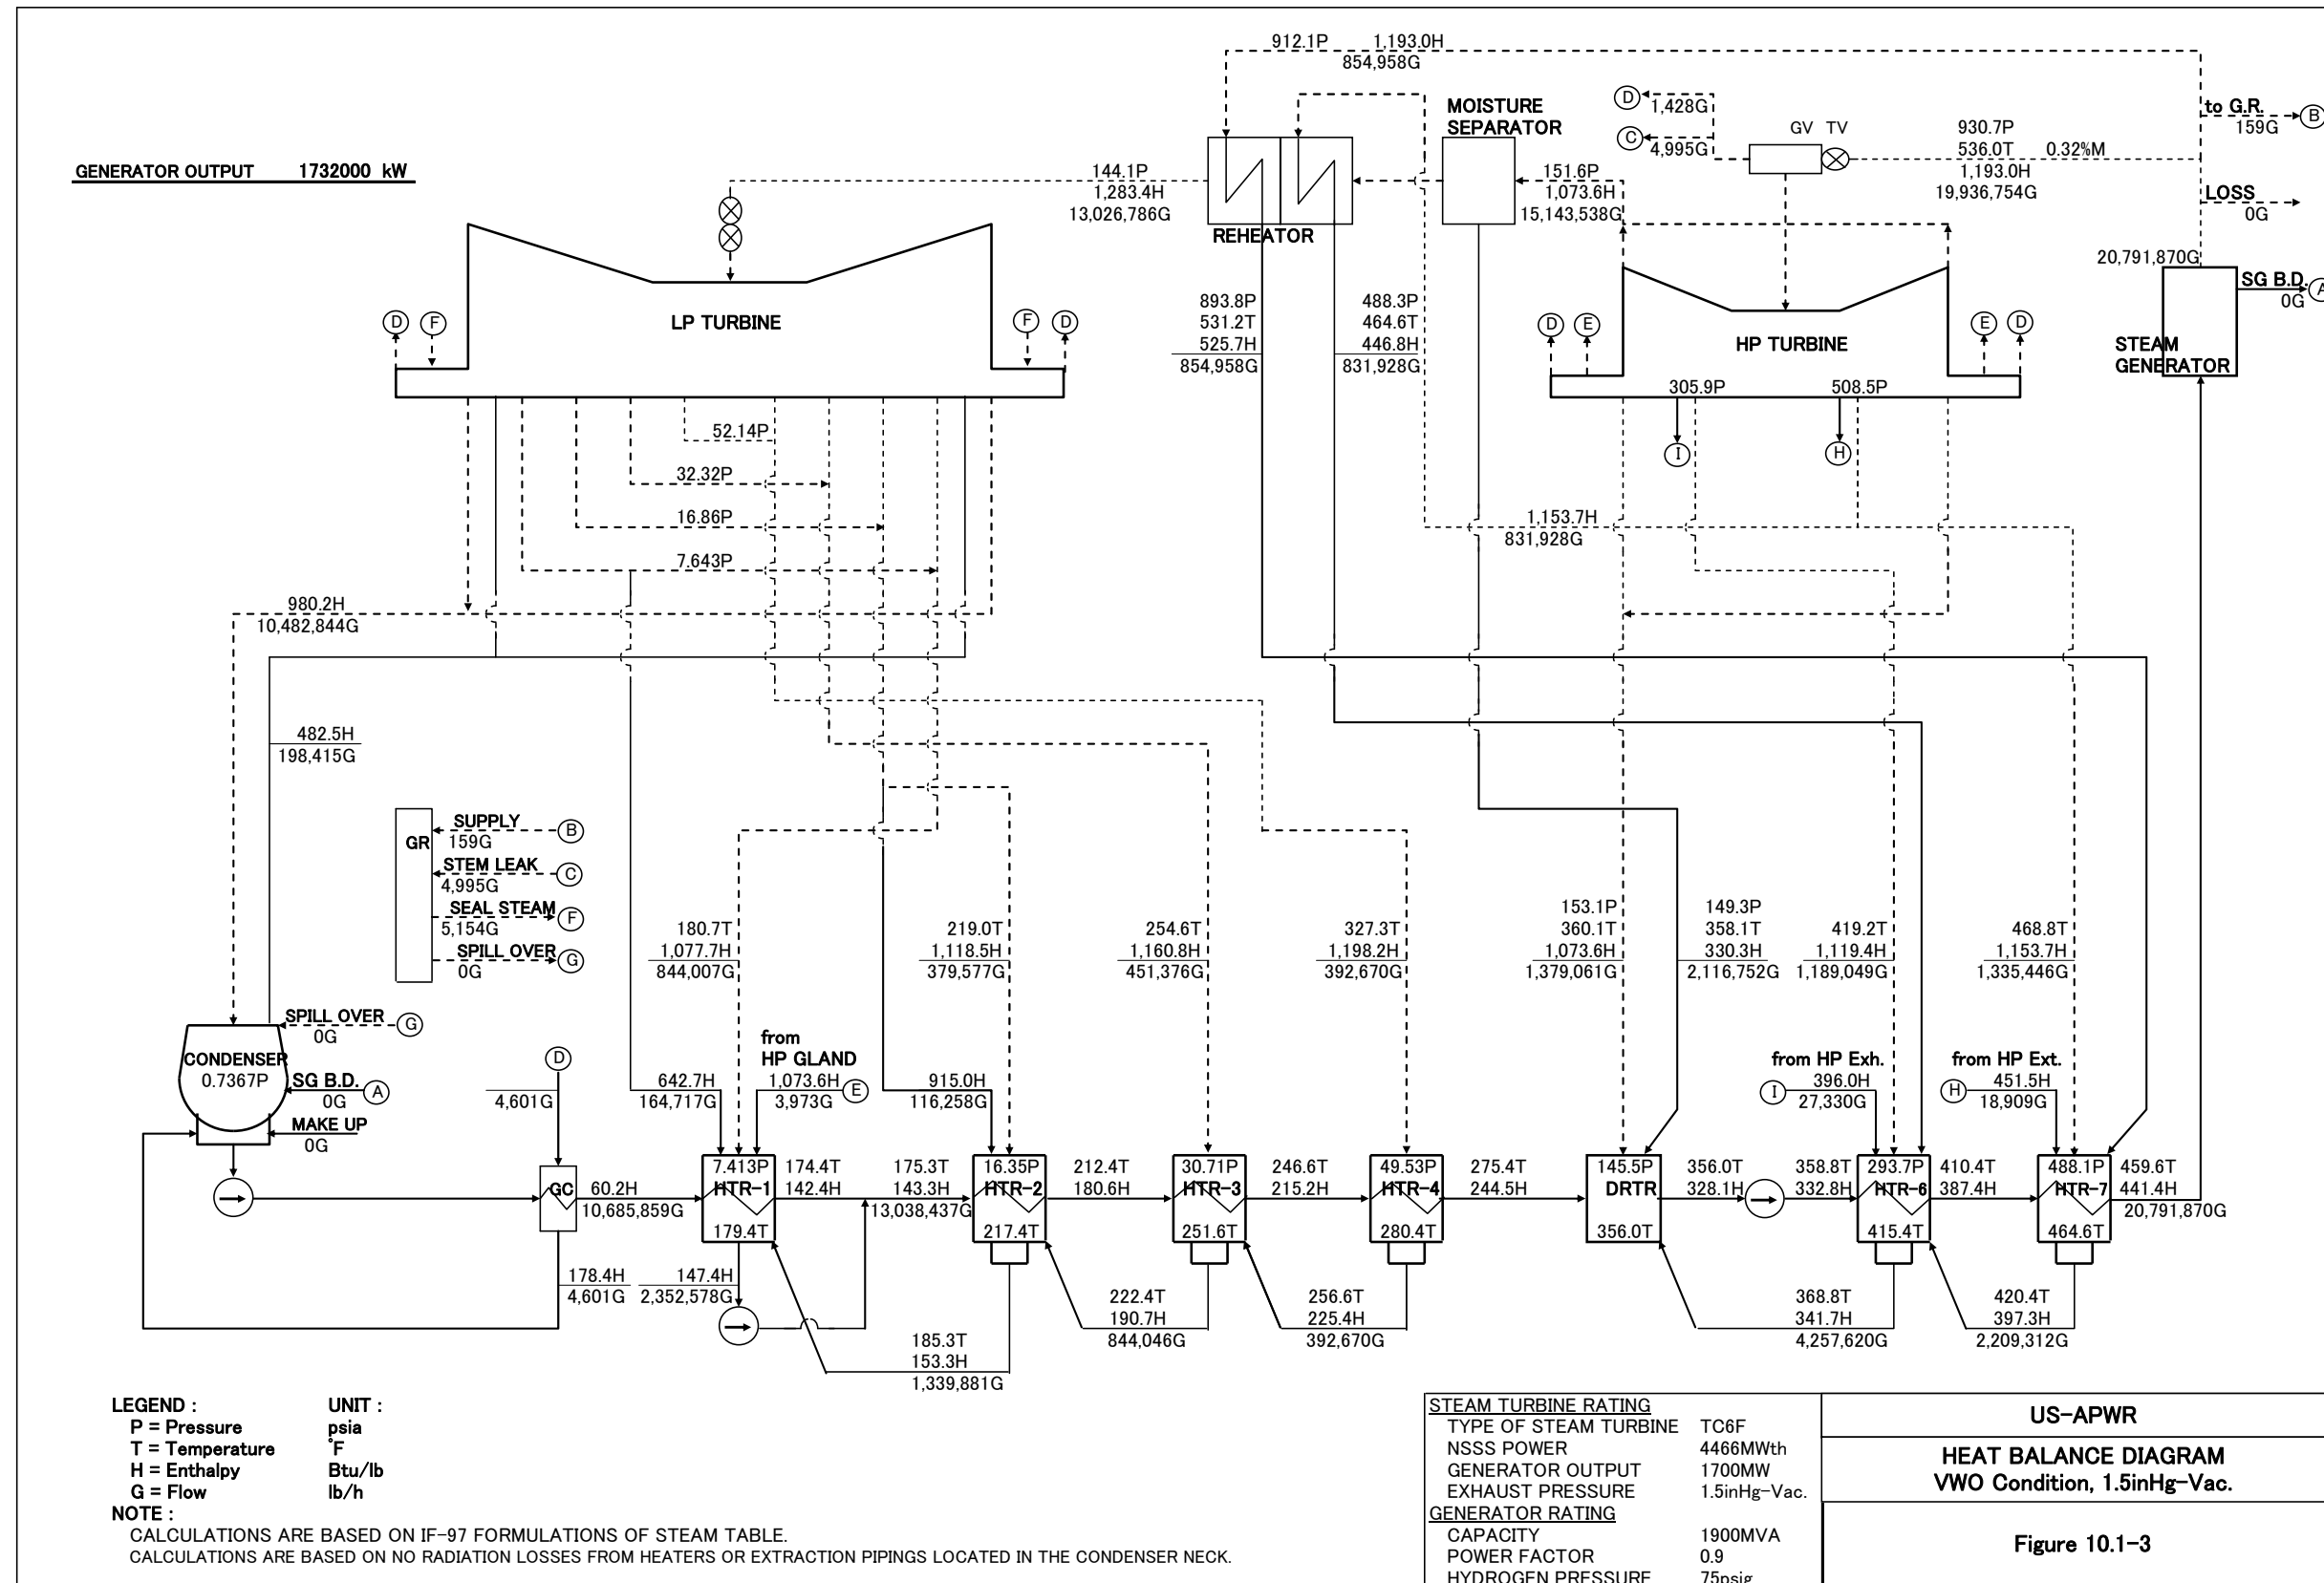 912.1P 1,193.0H
854,958G
D
1,428G
C
4,995G
MOISTURE
SEPARATOR
GV TV
930.7P
536.0T 0.32%M
1,193.0H
19,936,754G
to G.R.
159G
B
LOSS
0G
GENERATOR OUTPUT 1732000 kW
144.1P
1,283.4H
13,026,786G
REHEATOR
151.6P
1,073.6H
15,143,538G
20,791,870G
SG B.D.
0G
A
STEAM
GENERATOR
D
F
LP TURBINE
F
D
893.8P
531.2T
525.7H
854,958G
488.3P
464.6T
446.8H
831,928G
D
E
HP TURBINE
E
D
305.9P
508.5P
I
H
52.14P
32.32P
16.86P
7.643P
1,153.7H
831,928G
980.2H
10,482,844G
482.5H
198,415G
GR
SUPPLY
159G
B
STEM LEAK
4,995G
C
SEAL STEAM
5,154G
F
SPILL OVER
0G
G
180.7T
1,077.7H
844,007G
219.0T
1,118.5H
379,577G
254.6T
1,160.8H
451,376G
327.3T
1,198.2H
392,670G
153.1P
360.1T
1,073.6H
1,379,061G
149.3P
358.1T
330.3H
2,116,752G
419.2T
1,119.4H
1,189,049G
468.8T
1,153.7H
1,335,446G
SPILL OVER
0G
G
CONDENSER
0.7367P
SG B.D.
0G
A
MAKE UP
0G
D
4,601G
642.7H
164,717G
from
HP GLAND
1,073.6H
3,973G
E
915.0H
116,258G
from HP Exh.
I
396.0H
27,330G
from HP Ext.
H
451.5H
18,909G
GC
60.2H
10,685,859G
7.413P
HTR-1
179.4T
174.4T
142.4H
175.3T
143.3H
13,038,437G
16.35P
HTR-2
217.4T
212.4T
180.6H
30.71P
HTR-3
251.6T
246.6T
215.2H
49.53P
HTR-4
280.4T
275.4T
244.5H
145.5P
DRTR
356.0T
356.0T
328.1H
358.8T
332.8H
293.7P
HTR-6
415.4T
410.4T
387.4H
488.1P
HTR-7
464.6T
459.6T
441.4H
20,791,870G
178.4H
4,601G
147.4H
2,352,578G
185.3T
153.3H
1,339,881G
222.4T
190.7H
844,046G
256.6T
225.4H
392,670G
368.8T
341.7H
4,257,620G
420.4T
397.3H
2,209,312G
LEGEND : UNIT :
P = Pressure psia
T = Temperature °F
H = Enthalpy Btu/lb
G = Flow lb/h
NOTE :
CALCULATIONS ARE BASED ON IF-97 FORMULATIONS OF STEAM TABLE.
CALCULATIONS ARE BASED ON NO RADIATION LOSSES FROM HEATERS OR EXTRACTION PIPINGS LOCATED IN THE CONDENSER NECK.
STEAM TURBINE RATING
TYPE OF STEAM TURBINE TC6F
NSSS POWER 4466MWth
GENERATOR OUTPUT 1700MW
EXHAUST PRESSURE 1.5inHg-Vac.
GENERATOR RATING
CAPACITY 1900MVA
POWER FACTOR 0.9
HYDROGEN PRESSURE 75psig
US-APWR
HEAT BALANCE DIAGRAM
VWO Condition, 1.5inHg-Vac.
Figure 10.1-3